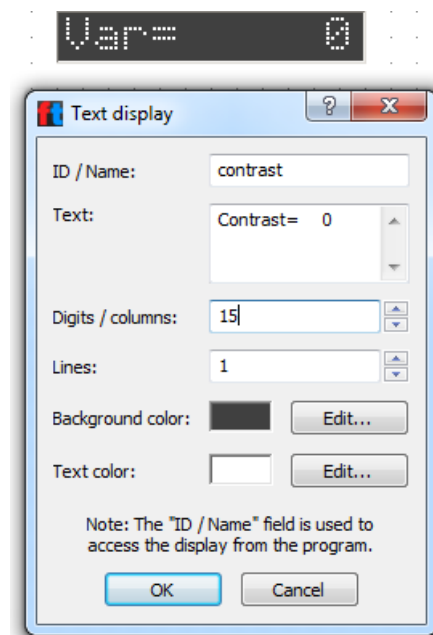 Var=    0
ft Text display ? x
ID / Name: contrast
Text: Contrast=   0
Digits / columns: 15
Lines: 1
Background color: Edit...
Text color: Edit...
Note: The "ID / Name" field is used to
access the display from the program.
OK Cancel